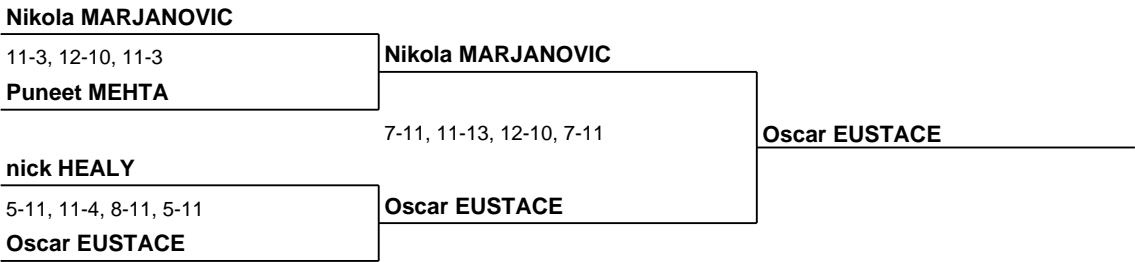 Nikola MARJANOVIC
11-3, 12-10, 11-3
Nikola MARJANOVIC
Puneet MEHTA
7-11, 11-13, 12-10, 7-11
Oscar EUSTACE
nick HEALY
5-11, 11-4, 8-11, 5-11
Oscar EUSTACE
Oscar EUSTACE